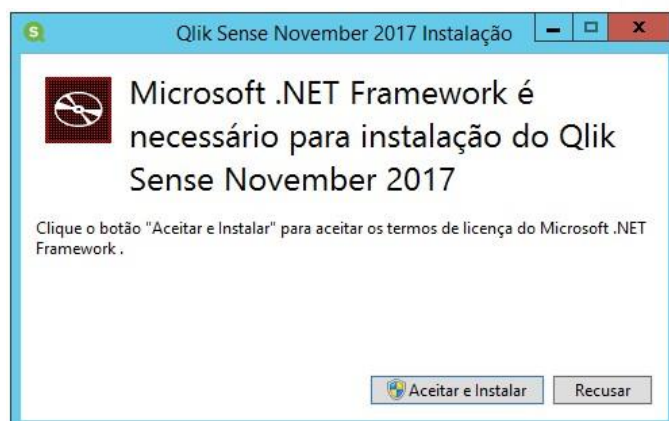 Qlik Sense November 2017 Instalação
Microsoft .NET Framework é
necessário para instalação do Qlik
Sense November 2017
Clique o botão "Aceitar e Instalar" para aceitar os termos de licença do Microsoft .NET
Framework .
Aceitar e Instalar
Recusar